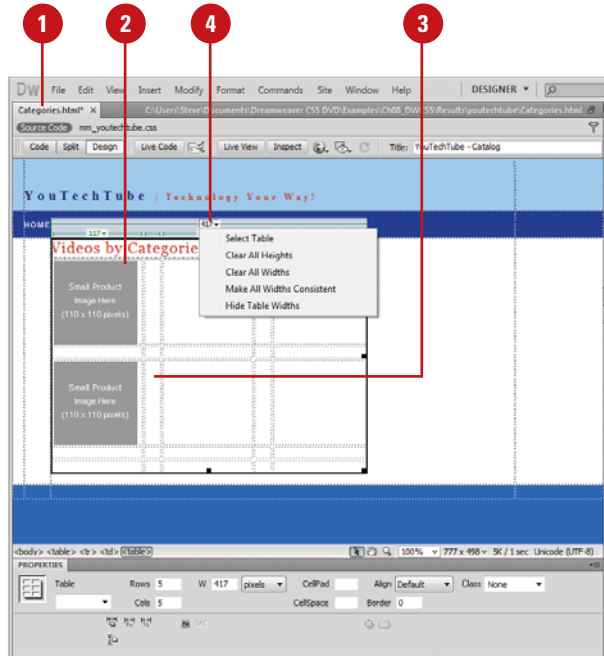 1 2 4 3
DW File Edit View Insert Modify Format Commands Site Window Help DESIGNER
Categories.html* × C:\Users\Steve\Documents\Dreamweaver CS5 DVD\Examples\Ch08_DWCS5\Results\youtechtube\Categories.html
Source Code mm_youtechtube.css
Code Split Design Live Code Live View Inspect Title: YouTechTube - Catalog
YouTechTube | Technology Your Way!
HOME
417
117
Select Table
Videos by Categorie
Clear All Heights
Clear All Widths
Make All Widths Consistent
Hide Table Widths
Small Product
Image Here
(110 x 110 pixels)
Small Product
Image Here
(110 x 110 pixels)
<body> <table> <tr> <td> <table> 100% 777 x 498 5K / 1 sec Unicode (UTF-8)
PROPERTIES
Table Rows 5 W 417 pixels CellPad Align Default Class None
Cols 5 CellSpace Border 0
Src